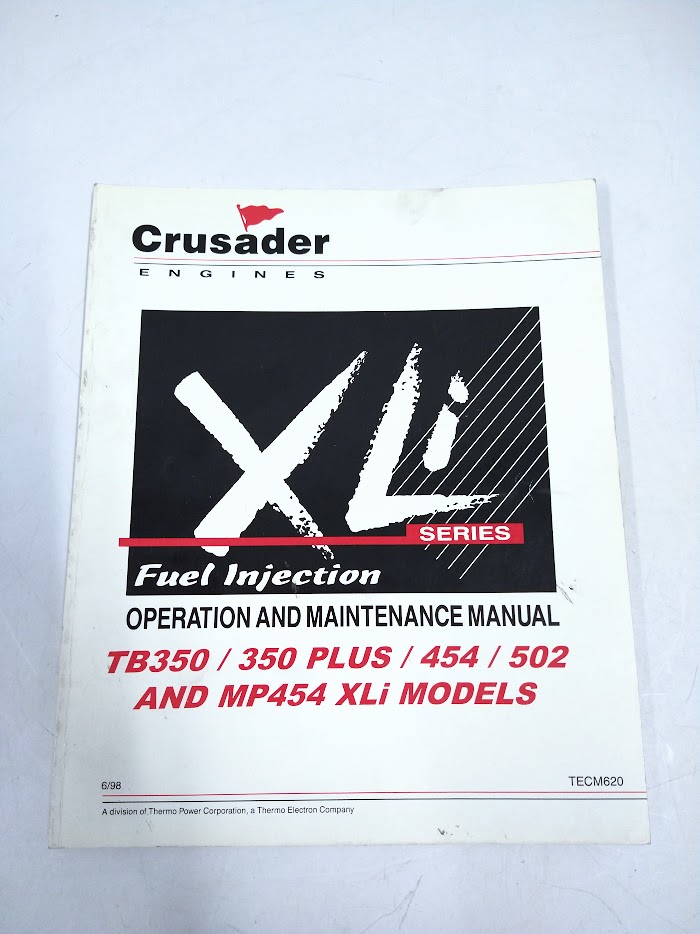 Crusader
ENGINES
XLi
SERIES
Fuel Injection
OPERATION AND MAINTENANCE MANUAL
TB350 / 350 PLUS / 454 / 502
AND MP454 XLi MODELS
6/98
TECM620
A division of Thermo Power Corporation, a Thermo Electron Company